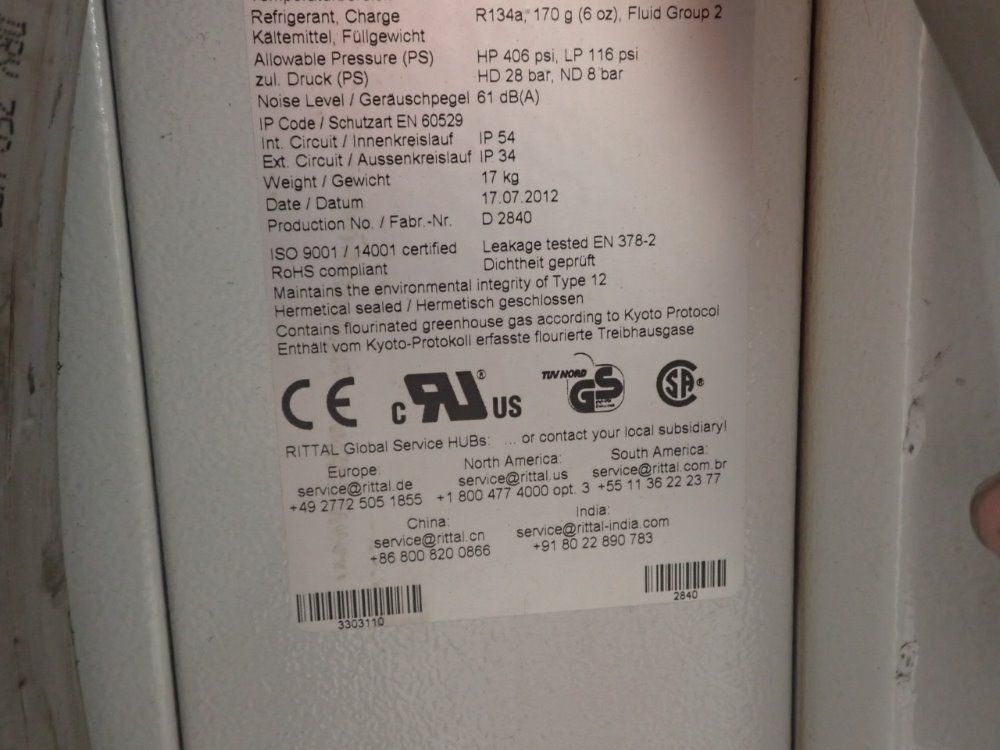 Refrigerant, Charge R134a, 170 g (6 oz), Fluid Group 2
Kältemittel, Füllgewicht
Allowable Pressure (PS) HP 406 psi, LP 116 psi
zul. Druck (PS) HD 28 bar, ND 8 bar
Noise Level / Geräuschpegel 61 dB(A)
IP Code / Schutzart EN 60529
Int. Circuit / Innenkreislauf IP 54
Ext. Circuit / Aussenkreislauf IP 34
Weight / Gewicht 17 kg
Date / Datum 17.07.2012
Production No. / Fabr.-Nr. D 2840
ISO 9001 / 14001 certified Leakage tested EN 378-2
RoHS compliant Dichtheit geprüft
Maintains the environmental integrity of Type 12
Hermetical sealed / Hermetisch geschlossen
Contains flourinated greenhouse gas according to Kyoto Protocol
Enthält vom Kyoto-Protokoll erfasste flourierte Treibhausgase
CE c RU® US TÜV NORD GS SA®
RITTAL Global Service HUBs: ... or contact your local subsidiary!
Europe: North America: South America:
service@rittal.de service@rittal.us service@rittal.com.br
+49 2772 505 1855 +1 800 477 4000 opt. 3 +55 11 36 22 23 77
China: India:
service@rittal.cn service@rittal-india.com
+86 800 820 0866 +91 80 22 890 783
3303110 2840